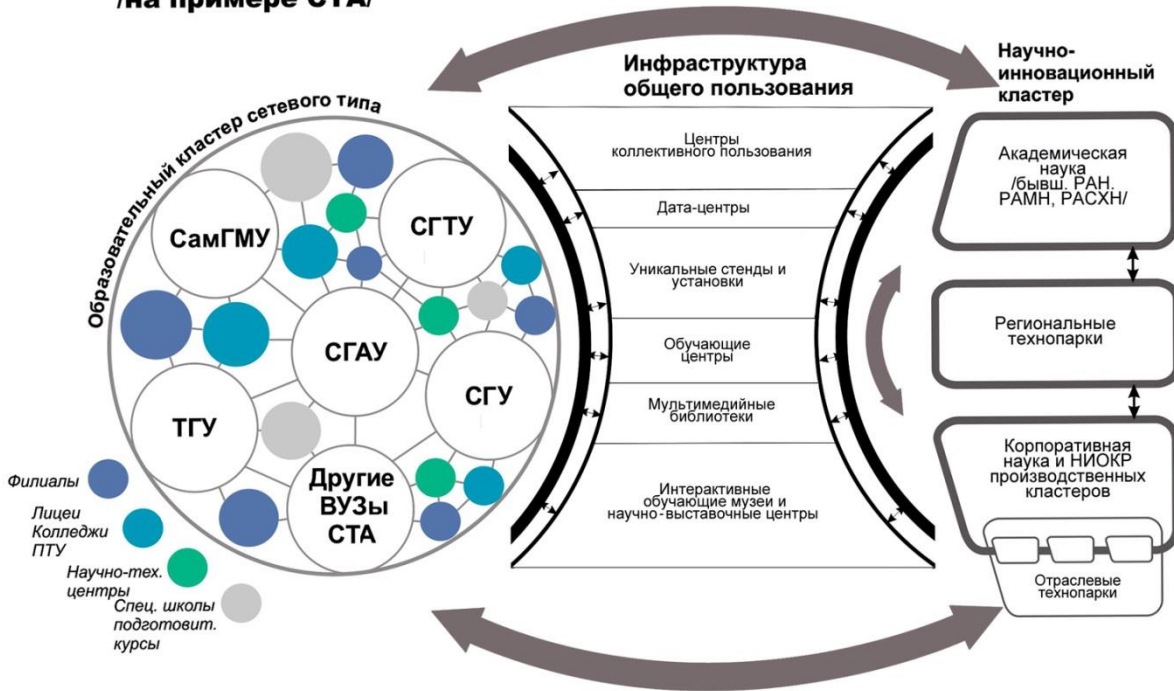 /на примере СТА/
Образовательный кластер сетевого типа
СамГМУ
СГТУ
СГАУ
СГУ
ТГУ
Другие
ВУЗы
СТА
Филиалы
Лицеи
Колледжи
ПТУ
Научно-тех.
центры
Спец. школы
подготовит.
курсы
Инфраструктура
общего пользования
Центры
коллективного пользования
Дата-центры
Уникальные стенды и
установки
Обучающие
центры
Мультимедийные
библиотеки
Интерактивные
обучающие музеи и
научно-выставочные центры
Научно-
инновационный
кластер
Академическая
наука
/бывш. РАН.
РАМН, РАСХН/
Региональные
технопарки
Корпоративная
наука и НИОКР
производственных
кластеров
Отраслевые
технопарки